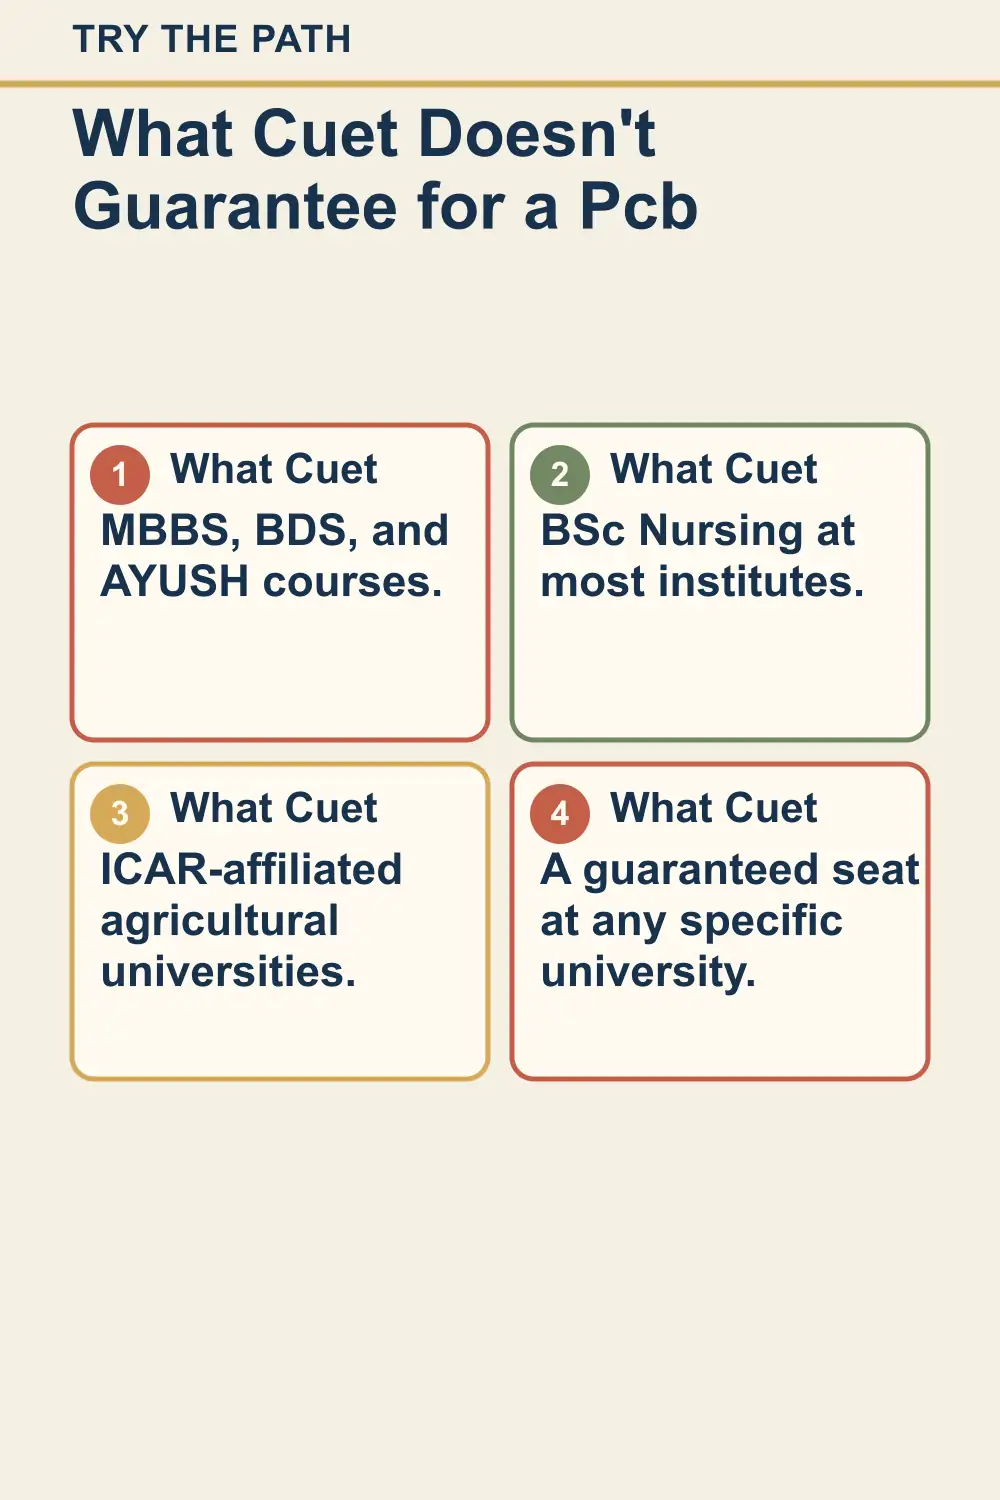 TRY THE PATH
What Cuet Doesn't
Guarantee for a Pcb
1 What Cuet
MBBS, BDS, and
AYUSH courses.
2 What Cuet
BSc Nursing at
most institutes.
3 What Cuet
ICAR-affiliated
agricultural
universities.
4 What Cuet
A guaranteed seat
at any specific
university.